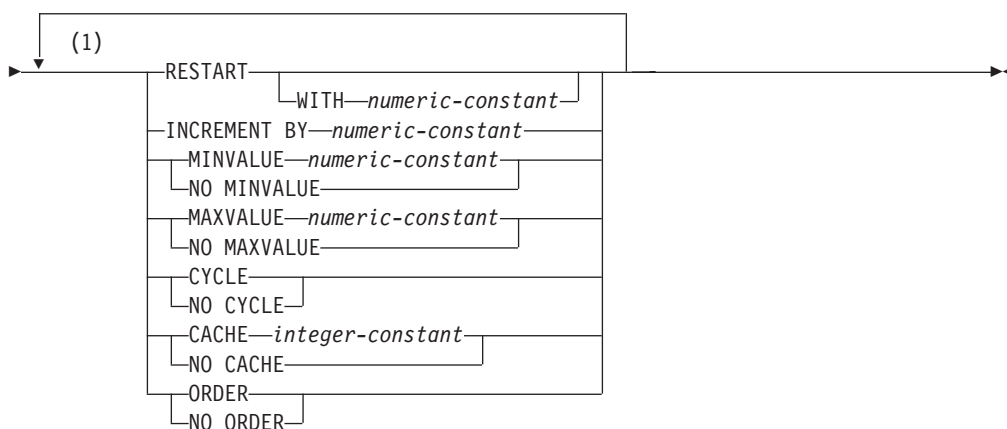 (1)
RESTART
WITH numeric-constant
INCREMENT BY numeric-constant
MINVALUE numeric-constant
NO MINVALUE
MAXVALUE numeric-constant
NO MAXVALUE
CYCLE
NO CYCLE
CACHE integer-constant
NO CACHE
ORDER
NO ORDER